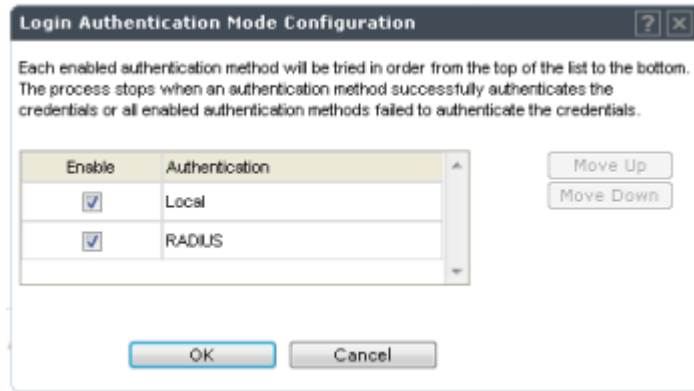 Login Authentication Mode Configuration
Each enabled authentication method will be tried in order from the top of the list to the bottom.
The process stops when an authentication method successfully authenticates the
credentials or all enabled authentication methods failed to authenticate the credentials.
Enable Authentication
Local
RADIUS
Move Up
Move Down
OK Cancel